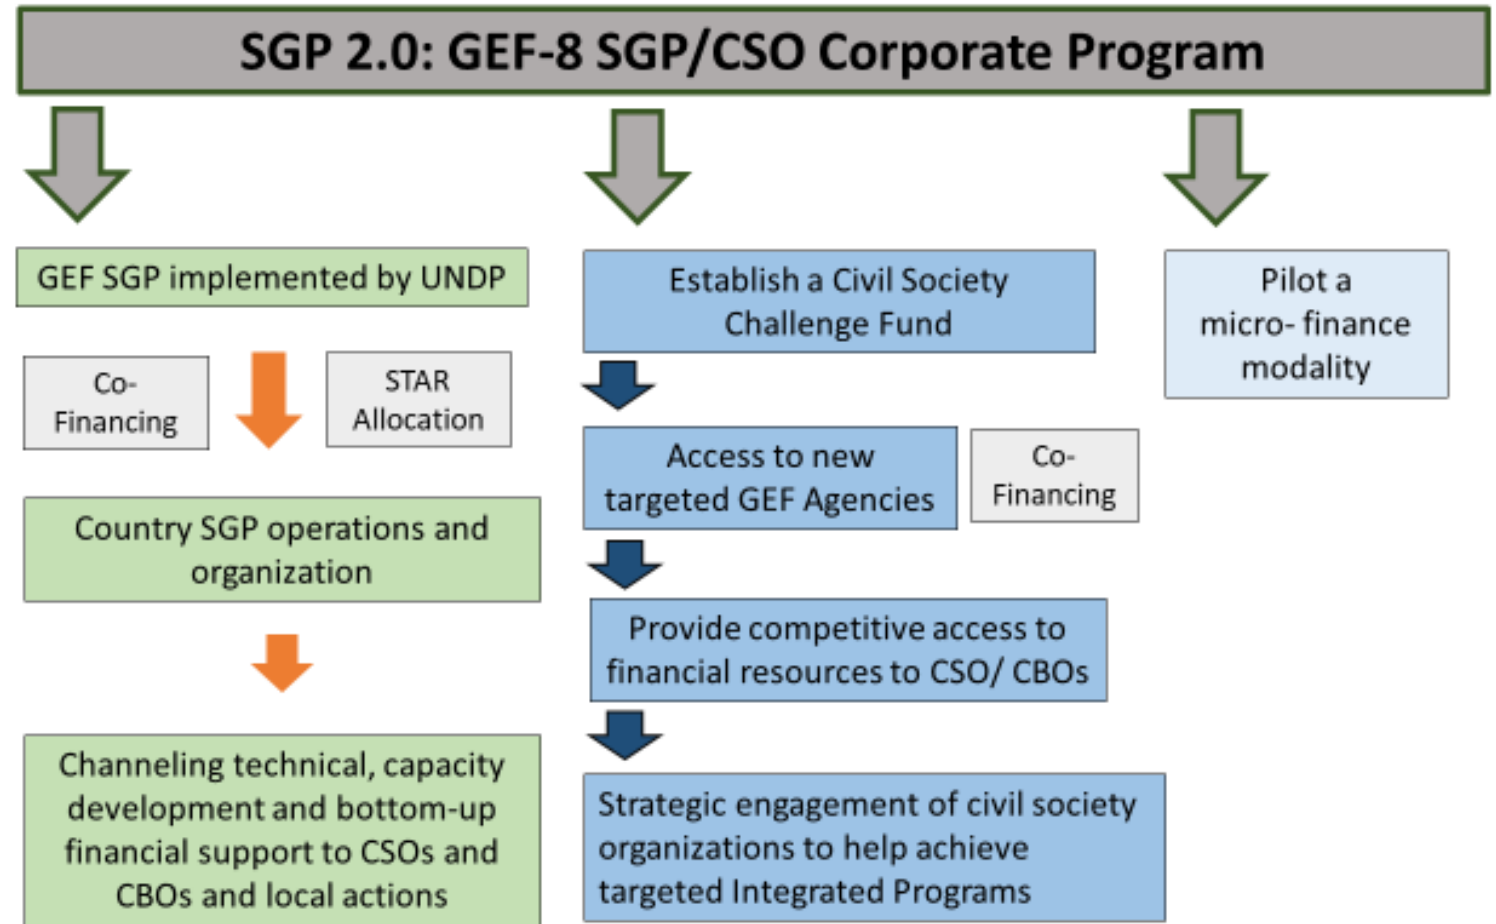 SGP 2.0: GEF-8 SGP/CSO Corporate Program
GEF SGP implemented by UNDP
Co-
Financing
STAR
Allocation
Country SGP operations and
organization
Channeling technical, capacity
development and bottom-up
financial support to CSOs and
CBOs and local actions
Establish a Civil Society
Challenge Fund
Access to new
targeted GEF Agencies
Co-
Financing
Provide competitive access to
financial resources to CSO/ CBOs
Strategic engagement of civil society
organizations to help achieve
targeted Integrated Programs
Pilot a
micro- finance
modality